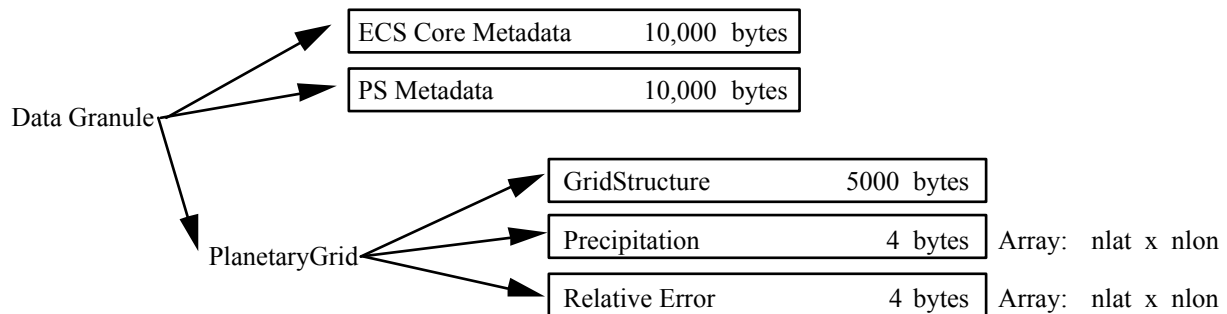 ECS Core Metadata 10,000 bytes
PS Metadata 10,000 bytes
Data Granule
GridStructure 5000 bytes
Precipitation 4 bytes Array: nlat x nlon
PlanetaryGrid
Relative Error 4 bytes Array: nlat x nlon